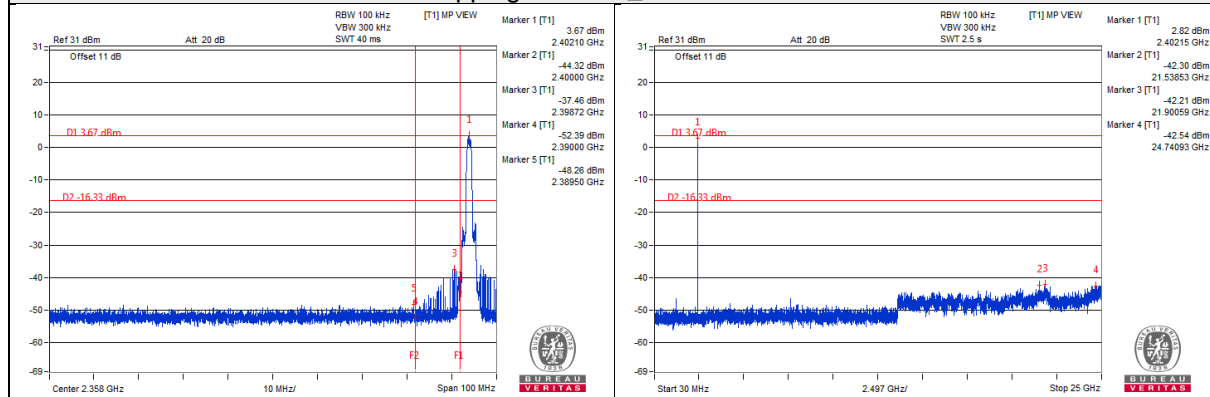 RBW 100 kHz
[T1] MP VIEW
VBW 300 kHz
Ref 31 dBm
Att 20 dB
SWT 40 ms
Offset 11 dB
Marker 1 [T1]
3.67 dBm
2.40210 GHz
Marker 2 [T1]
-44.32 dBm
2.40000 GHz
Marker 3 [T1]
-37.46 dBm
2.39872 GHz
Marker 4 [T1]
-52.39 dBm
2.39000 GHz
Marker 5 [T1]
-48.26 dBm
2.38950 GHz
31
20
10
0
-10
-20
-30
-40
-50
-60
-69
D1 3.67 dBm
D2 -16.33 dBm
1
3
5
4
F2
F1
Center 2.358 GHz
10 MHz/
Span 100 MHz
BUREAU VERITAS
1828
BUREAU
VERITAS
RBW 100 kHz
[T1] MP VIEW
VBW 300 kHz
Ref 31 dBm
Att 20 dB
SWT 2.5 s
Offset 11 dB
Marker 1 [T1]
2.82 dBm
2.40215 GHz
Marker 2 [T1]
-42.30 dBm
21.53853 GHz
Marker 3 [T1]
-42.21 dBm
21.90059 GHz
Marker 4 [T1]
-42.54 dBm
24.74093 GHz
31
20
10
0
-10
-20
-30
-40
-50
-60
-69
D1 3.67 dBm
D2 -16.33 dBm
1
23
4
Start 30 MHz
2.497 GHz/
Stop 25 GHz
BUREAU VERITAS
1828
BUREAU
VERITAS